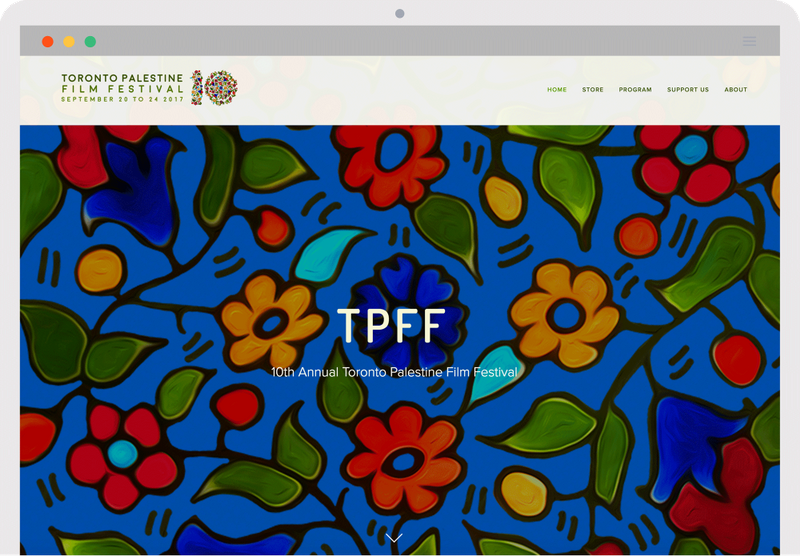 TORONTO PALESTINE
FILM FESTIVAL
SEPTEMBER 20 TO 24 2017
10
HOME STORE PROGRAM SUPPORT US ABOUT
TPFF
10th Annual Toronto Palestine Film Festival